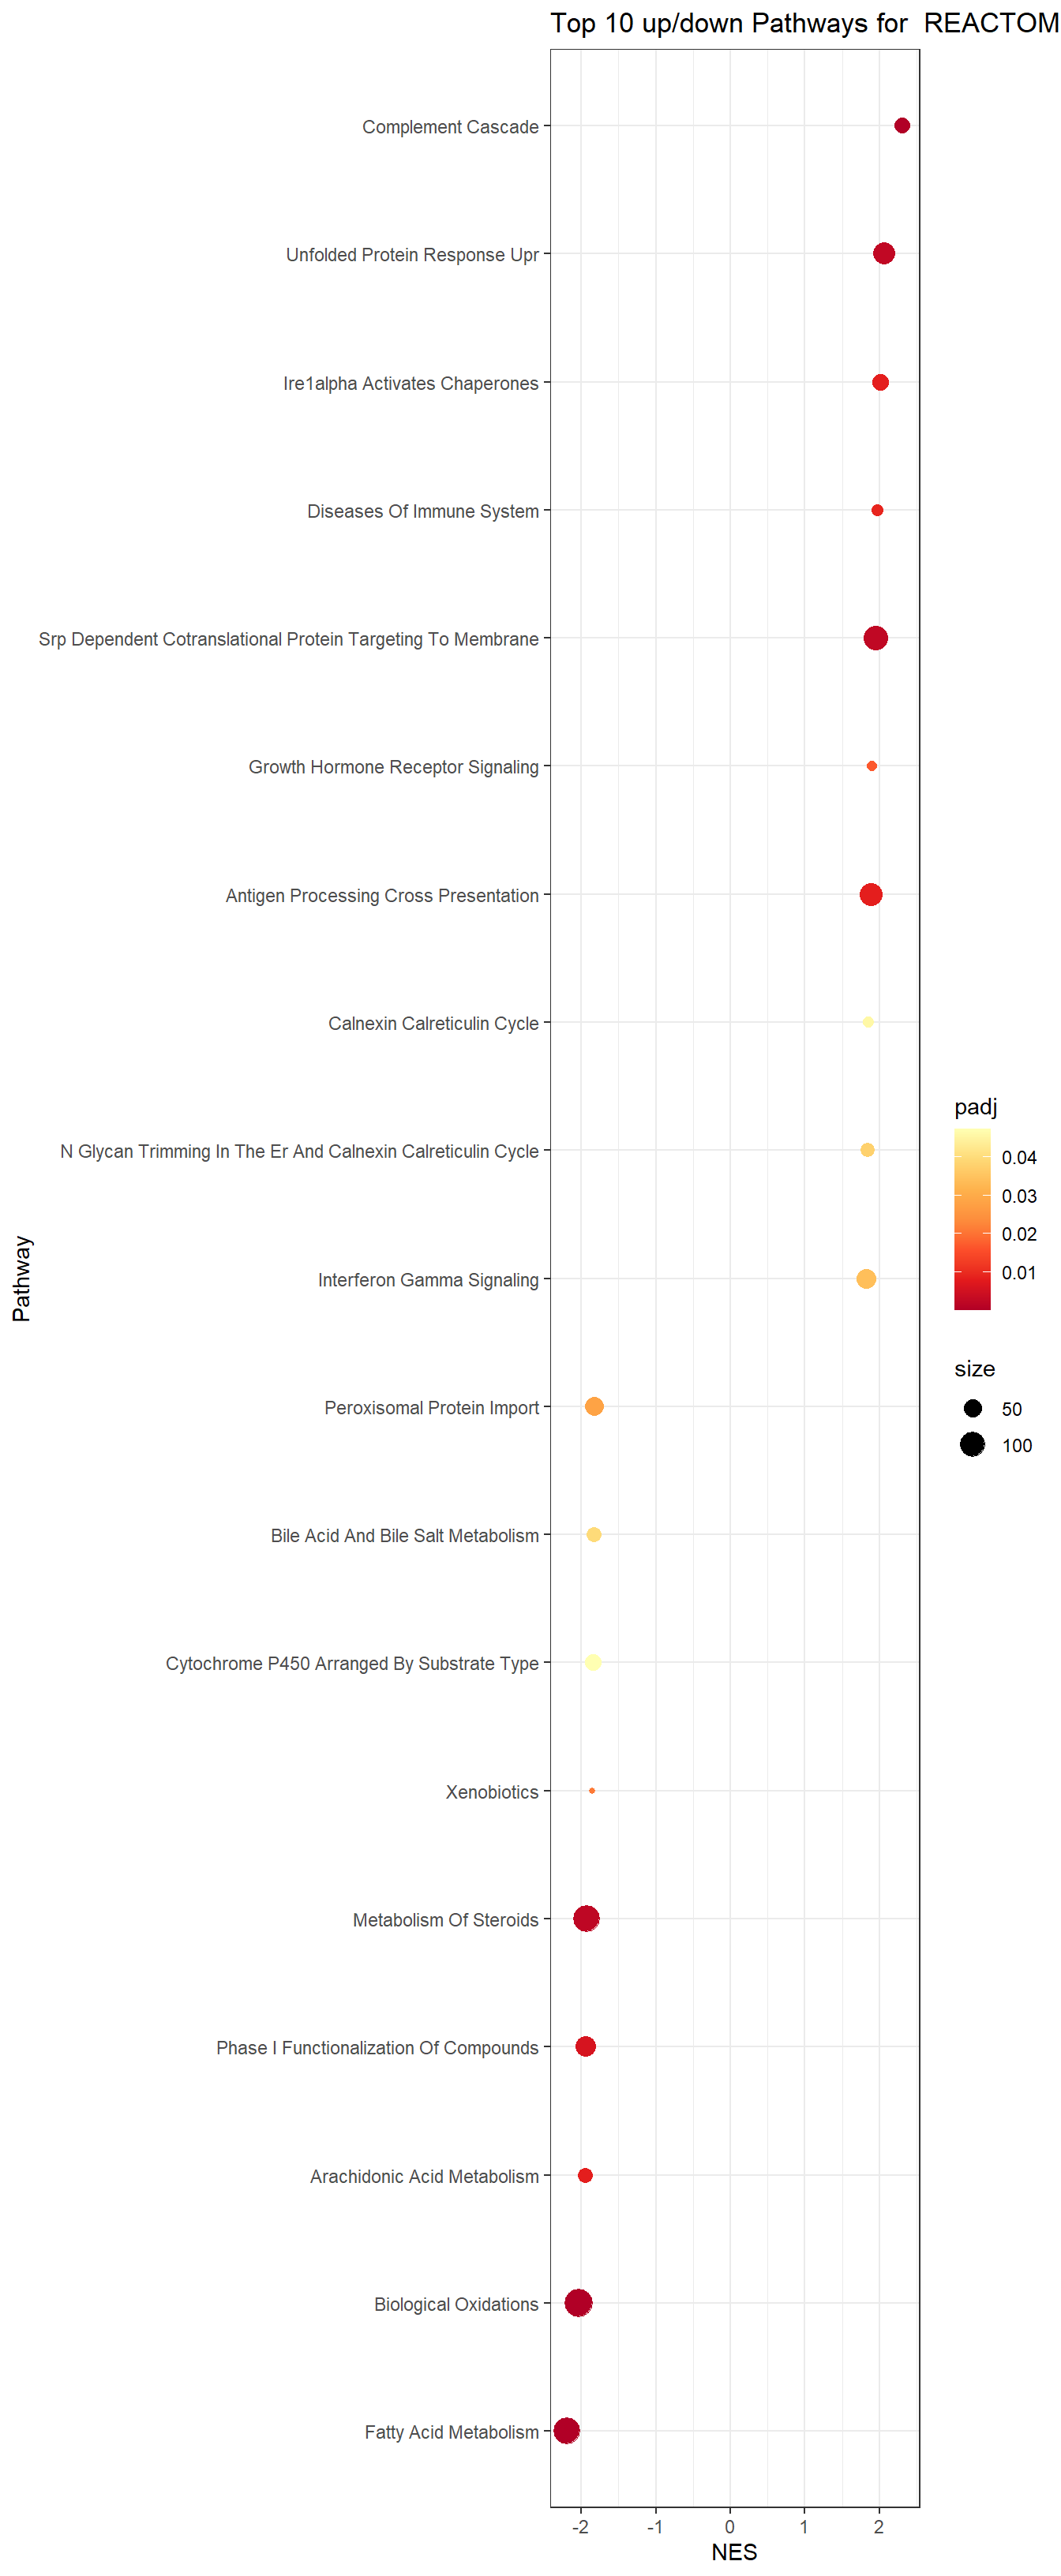 Top 10 up/down Pathways for  REACTOM
Complement Cascade
Unfolded Protein Response Upr
Ire1alpha Activates Chaperones
Diseases Of Immune System
Srp Dependent Cotranslational Protein Targeting To Membrane
Growth Hormone Receptor Signaling
Antigen Processing Cross Presentation
Calnexin Calreticulin Cycle
N Glycan Trimming In The Er And Calnexin Calreticulin Cycle
Interferon Gamma Signaling
Peroxisomal Protein Import
Bile Acid And Bile Salt Metabolism
Cytochrome P450 Arranged By Substrate Type
Xenobiotics
Metabolism Of Steroids
Phase I Functionalization Of Compounds
Arachidonic Acid Metabolism
Biological Oxidations
Fatty Acid Metabolism
Pathway
-2 -1 0 1 2
NES
padj
0.04
0.03
0.02
0.01
size
50
100